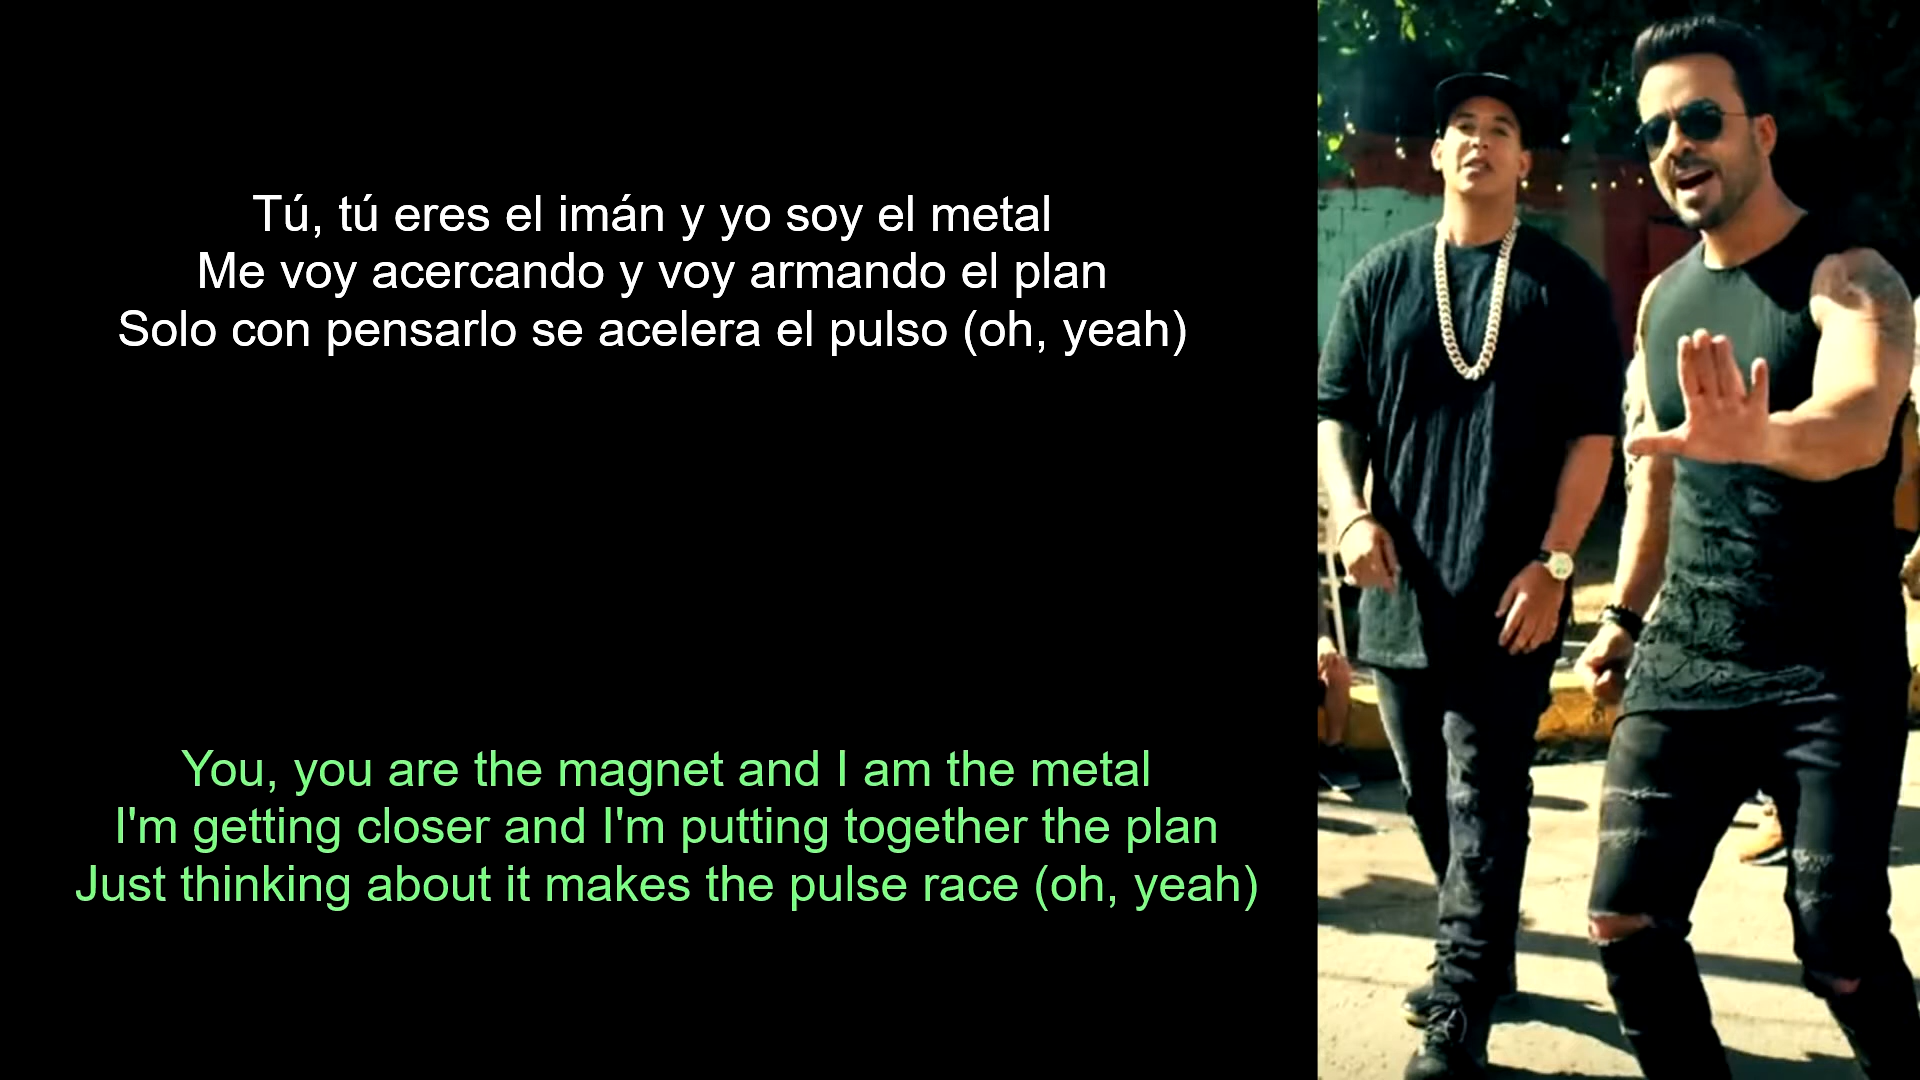 Tú, tú eres el imán y yo soy el metal
Me voy acercando y voy armando el plan
Solo con pensarlo se acelera el pulso (oh, yeah)
You, you are the magnet and I am the metal
I'm getting closer and I'm putting together the plan
Just thinking about it makes the pulse race (oh, yeah)